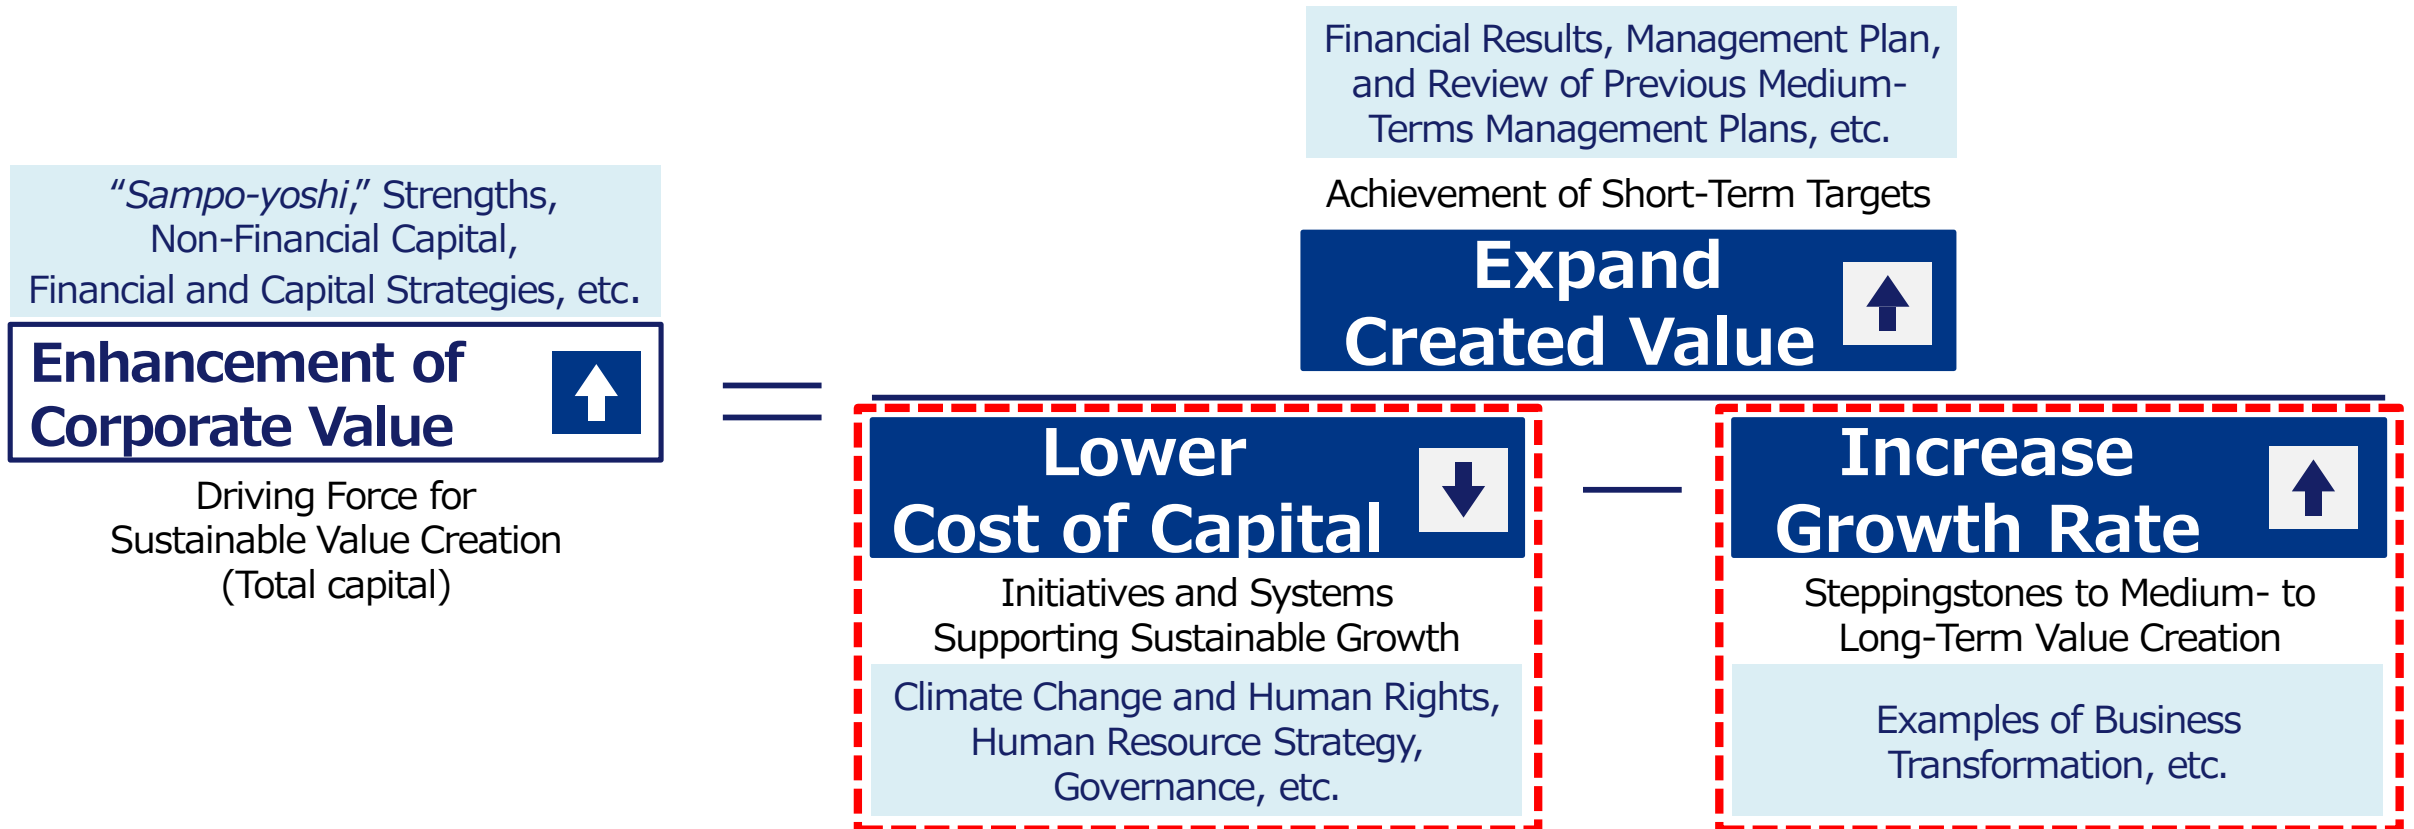 “Sampo-yoshi,” Strengths,
Non-Financial Capital,
Financial and Capital Strategies, etc.
Enhancement of
Corporate Value
Driving Force for
Sustainable Value Creation
(Total capital)
Financial Results, Management Plan,
and Review of Previous Medium-
Terms Management Plans, etc.
Achievement of Short-Term Targets
Expand
Created Value
Lower
Cost of Capital
Initiatives and Systems
Supporting Sustainable Growth
Climate Change and Human Rights,
Human Resource Strategy,
Governance, etc.
Increase
Growth Rate
Steppingstones to Medium- to
Long-Term Value Creation
Examples of Business
Transformation, etc.